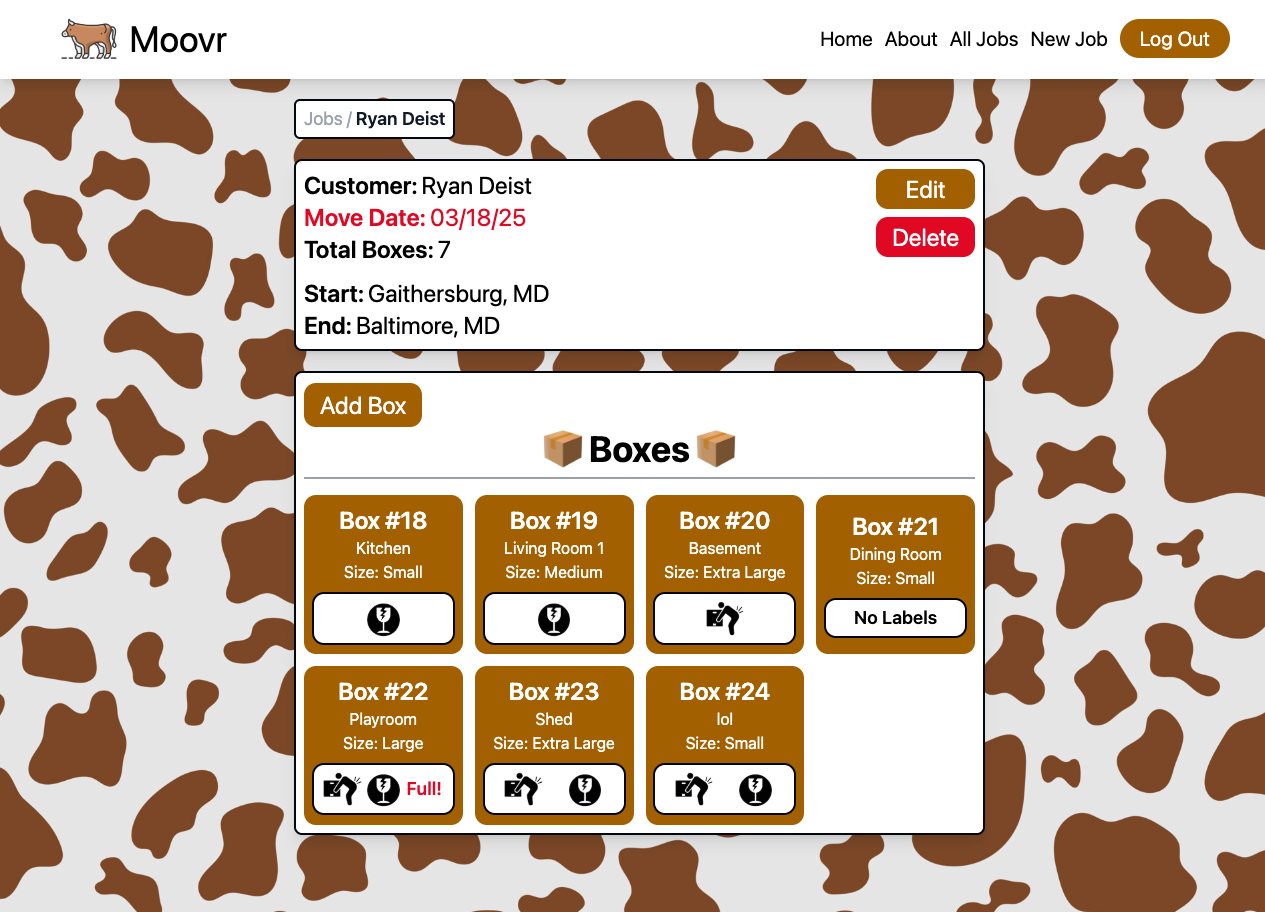 Moovr
Home About All Jobs New Job Log Out
Jobs / Ryan Deist
Customer: Ryan Deist
Edit
Move Date: 03/18/25
Delete
Total Boxes: 7
Start: Gaithersburg, MD
End: Baltimore, MD
Add Box
Boxes
Box #18
Kitchen
Size: Small
Box #19
Living Room 1
Size: Medium
Box #20
Basement
Size: Extra Large
Box #21
Dining Room
Size: Small
No Labels
Box #22
Playroom
Size: Large
Full!
Box #23
Shed
Size: Extra Large
Box #24
lol
Size: Small